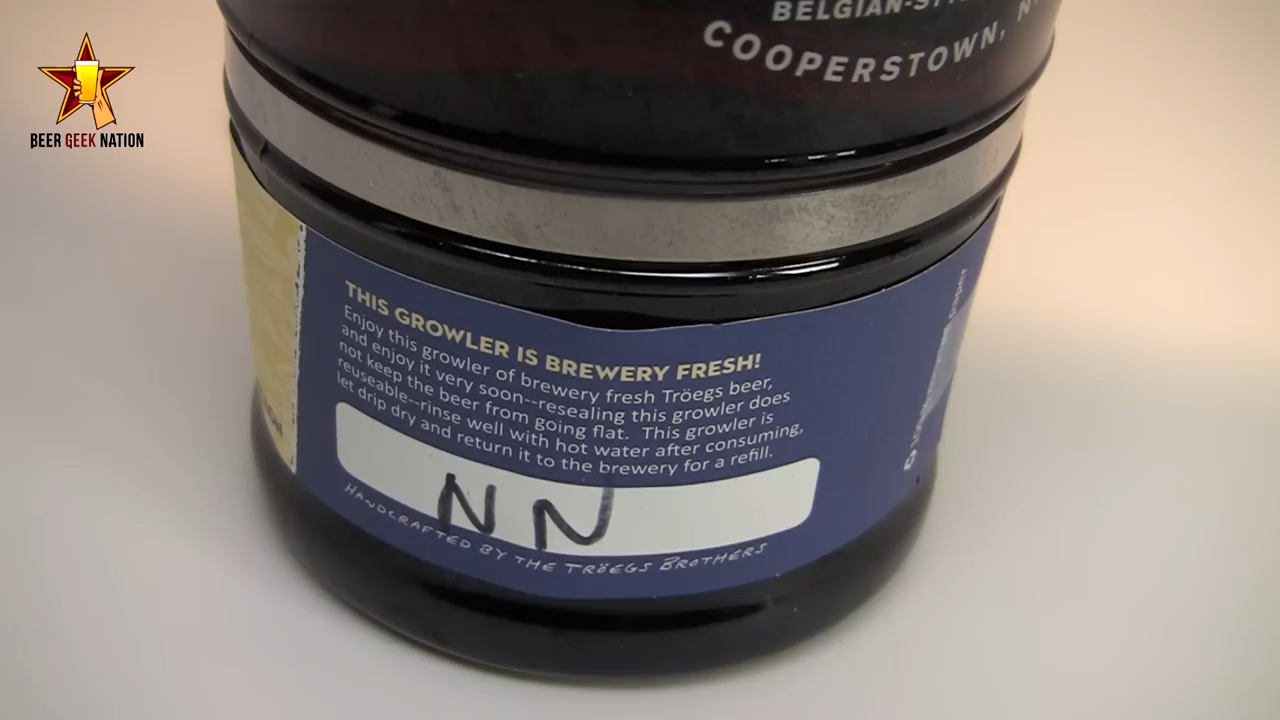 BEER GEEK NATION
BELGIAN-
COOPERSTOWN,
THIS GROWLER IS BREWERY FRESH!
Enjoy this growler of brewery fresh Tröegs beer,
and enjoy it very soon--resealing this growler does
not keep the beer from going flat. This growler is
reuseable--rinse well with hot water after consuming,
let drip dry and return it to the brewery for a refill.
NN
HANDCRAFTED BY THE TRÖEGS BROTHERS
paper